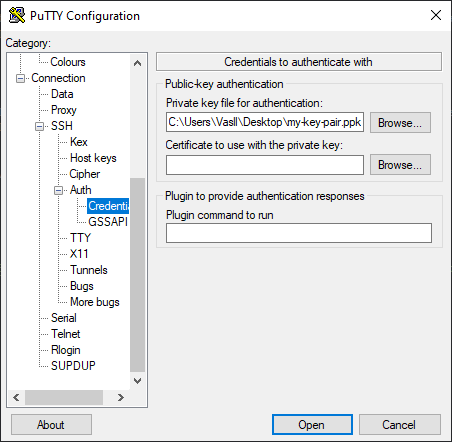 PuTTY Configuration
Category:
Colours
Connection
Data
Proxy
SSH
Kex
Host keys
Cipher
Auth
Credentia
GSSAPI
TTY
X11
Tunnels
Bugs
More bugs
Serial
Telnet
Rlogin
SUPDUP
Credentials to authenticate with
Public-key authentication
Private key file for authentication:
C:\Users\Vasll\Desktop\my-key-pair.ppk
Browse...
Certificate to use with the private key:
Browse...
Plugin to provide authentication responses
Plugin command to run
About
Open
Cancel